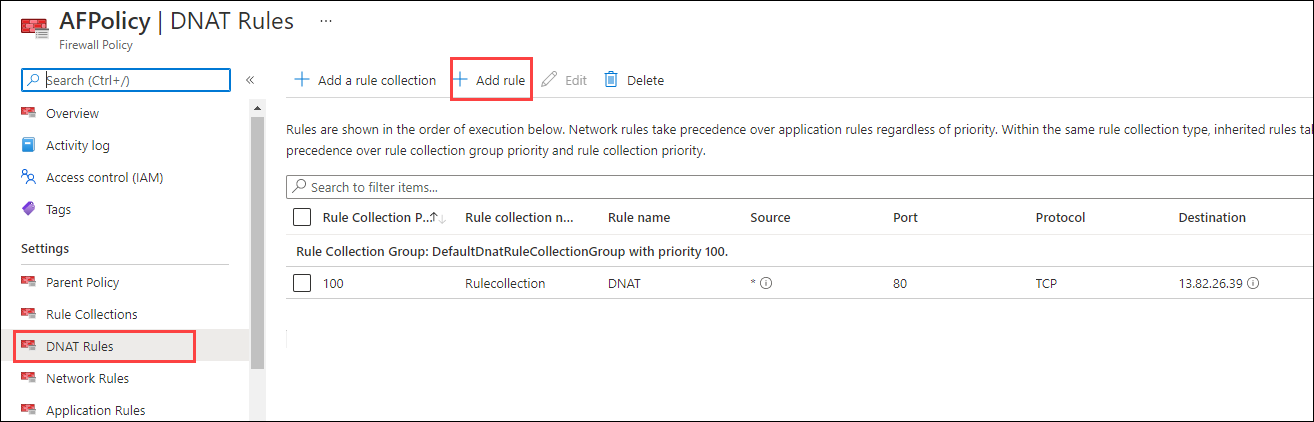 AFPolicy | DNAT Rules ...
Firewall Policy
Search (Ctrl+/)
«
Overview
Activity log
Access control (IAM)
Tags
Settings
Parent Policy
Rule Collections
DNAT Rules
Network Rules
Application Rules
+ Add a rule collection + Add rule Edit Delete
Rules are shown in the order of execution below. Network rules take precedence over application rules regardless of priority. Within the same rule collection type, inherited rules tal
precedence over rule collection group priority and rule collection priority.
Search to filter items...
Rule Collection P...↑↓ Rule collection n... Rule name Source Port Protocol Destination
Rule Collection Group: DefaultDnatRuleCollectionGroup with priority 100.
100 Rulecollection DNAT * 80 TCP 13.82.26.39